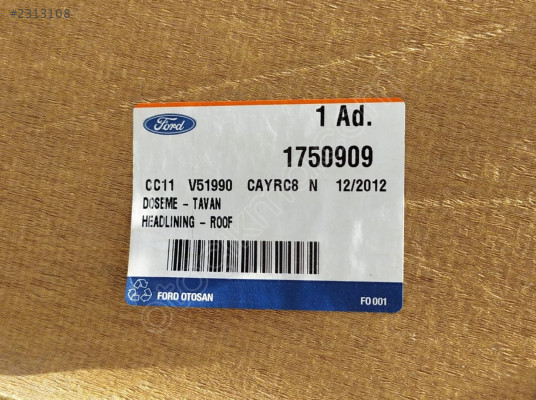 #2313108
Ford
1 Ad.
1750909
CC11 V51990 CAYRC8 N 12/2012
DOSEME - TAVAN
HEADLINING - ROOF
FORD OTOSAN
FO 001